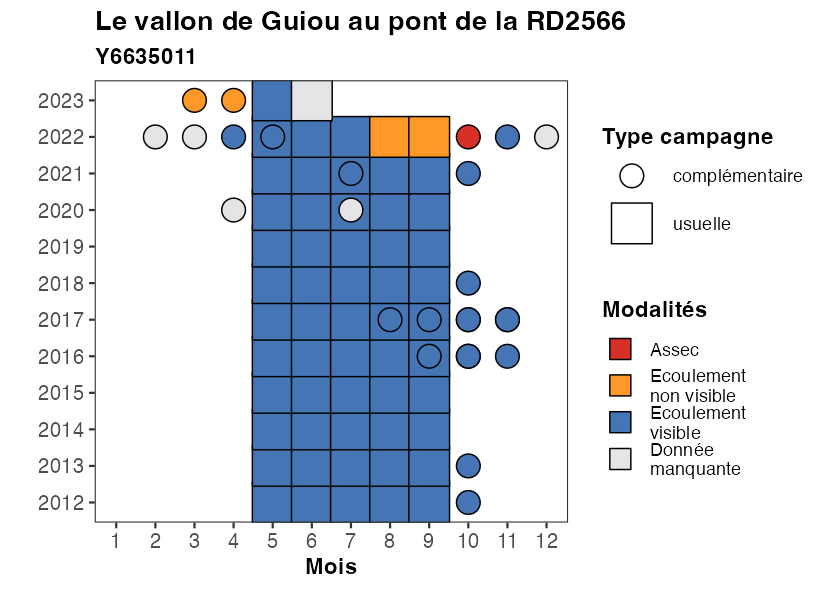 Le vallon de Guiou au pont de la RD2566
Y6635011
2023
2022
2021
2020
2019
2018
2017
2016
2015
2014
2013
2012
1 2 3 4 5 6 7 8 9 10 11 12
Mois
Type campagne
complémentaire
usuelle
Modalités
Assec
Ecoulement
non visible
Ecoulement
visible
Donnée
manquante